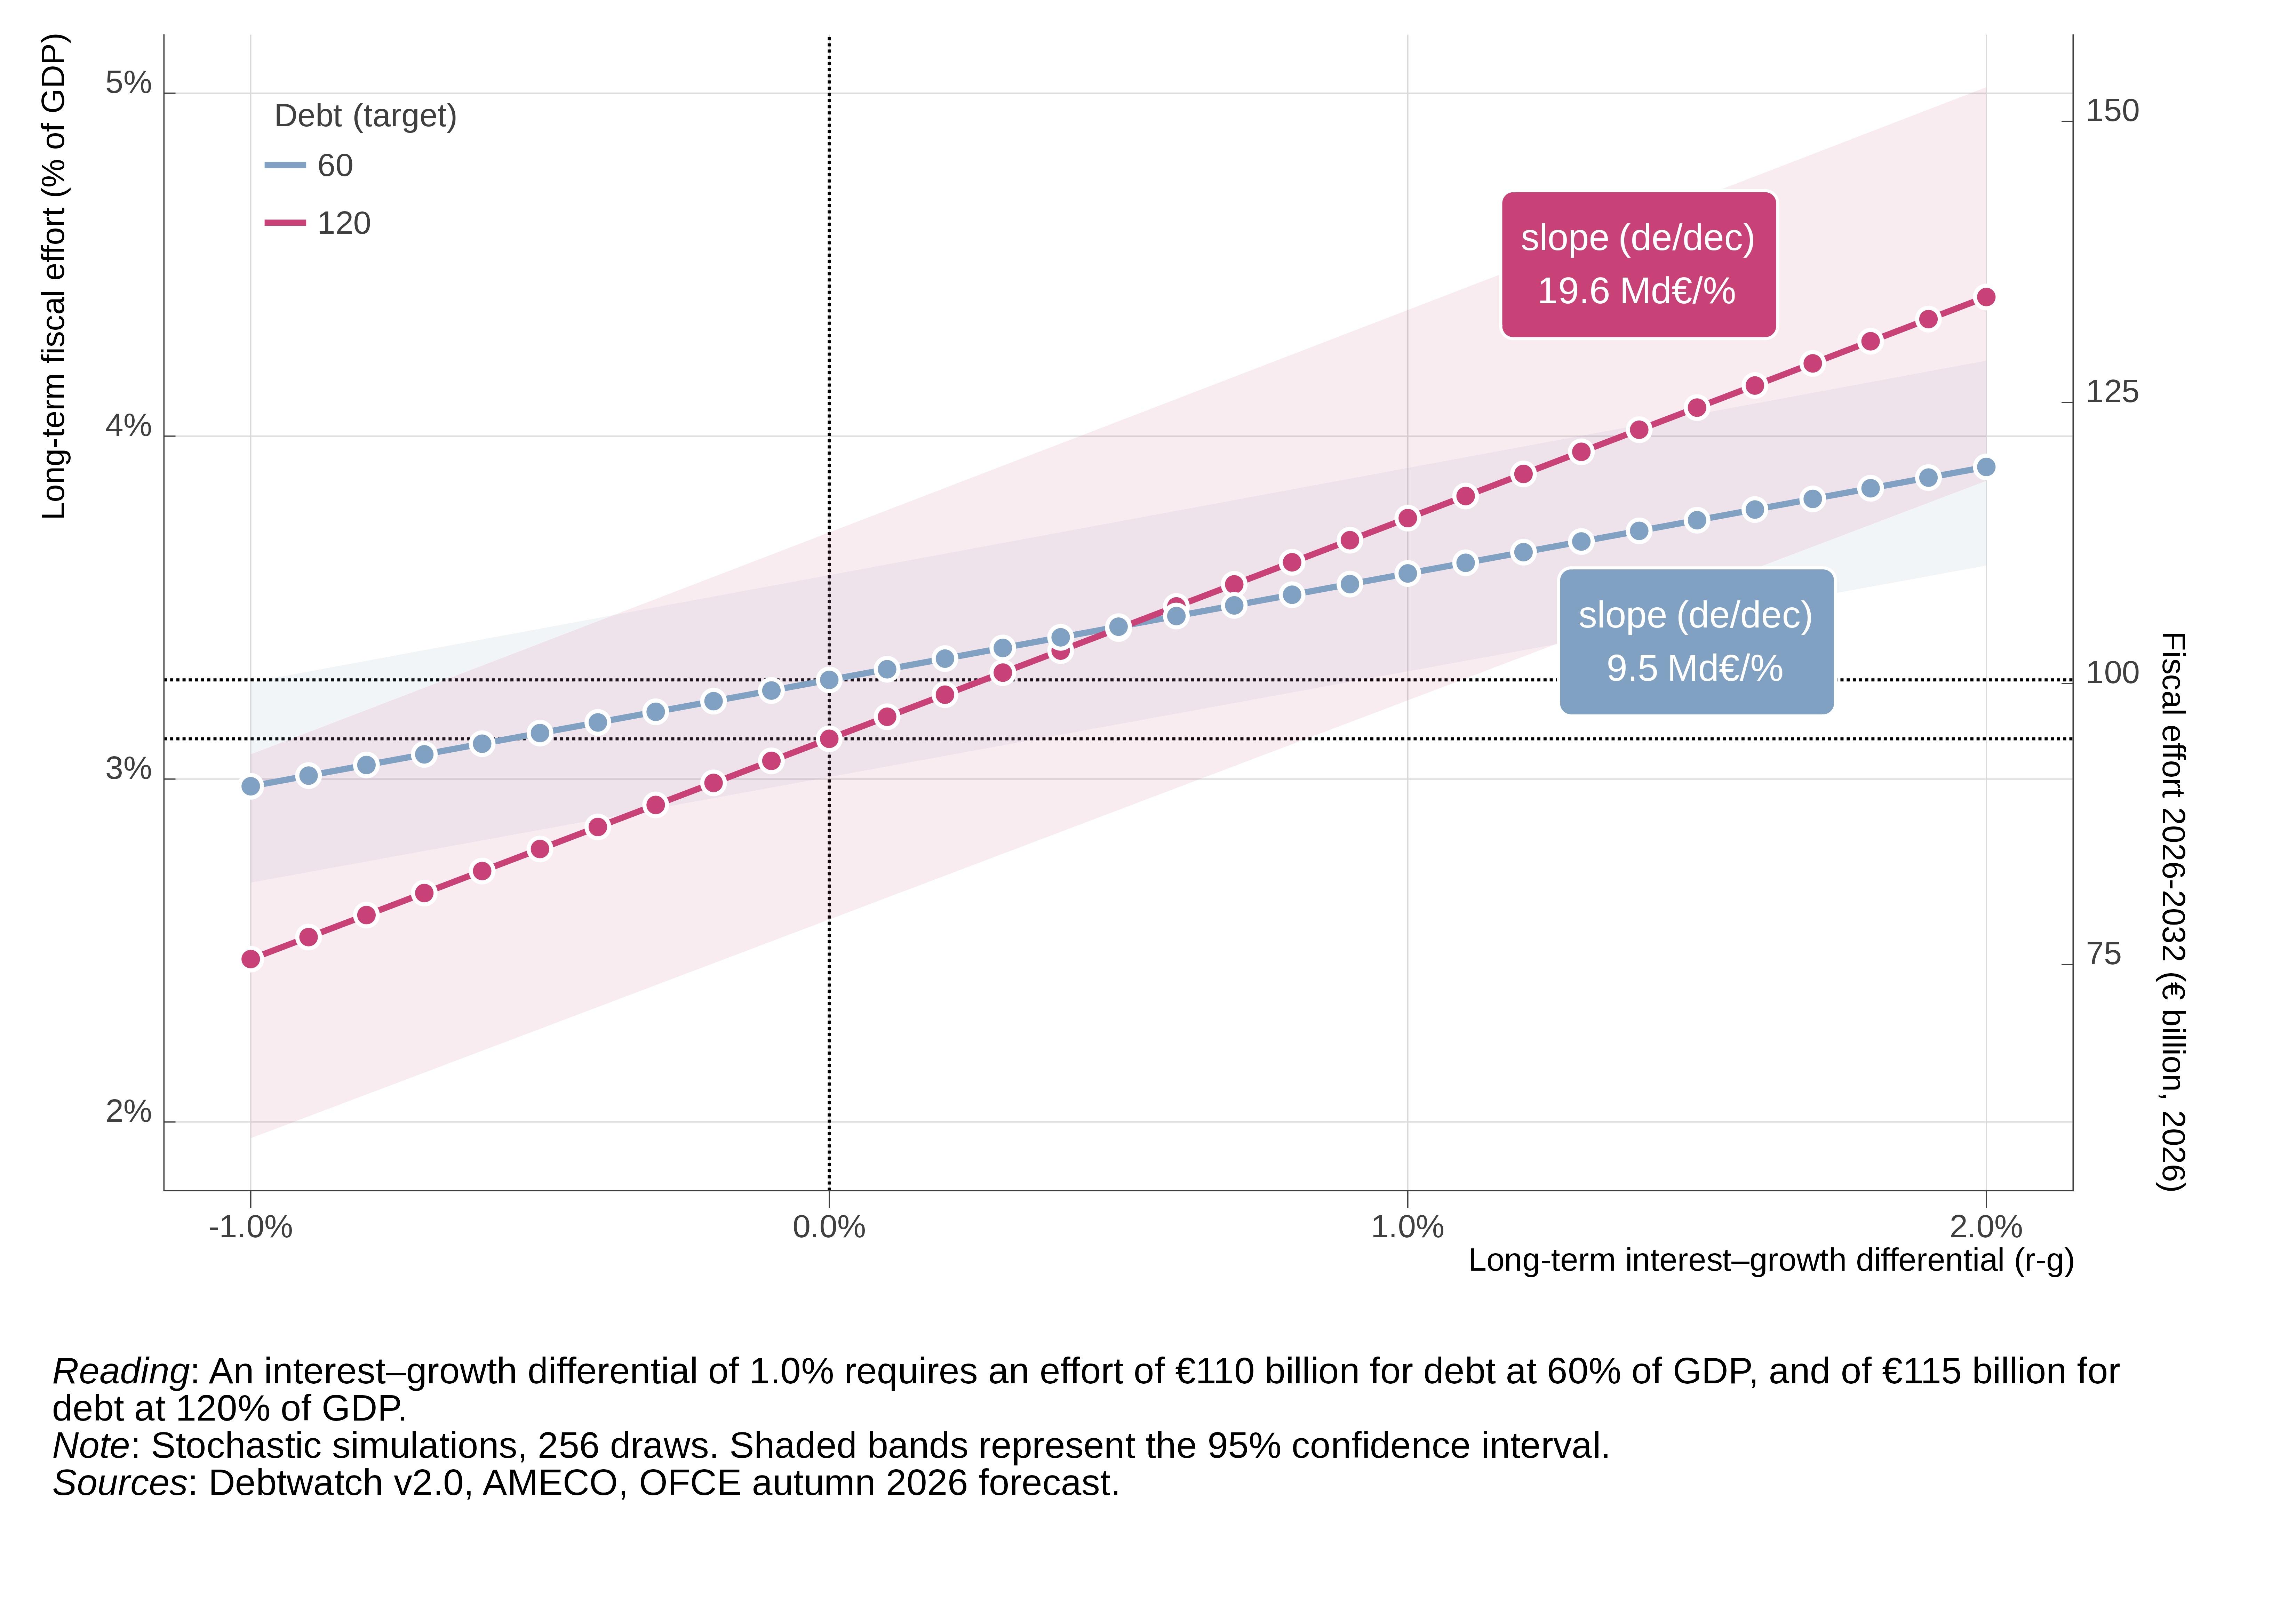 Long-term fiscal effort (% of GDP)
5%
4%
3%
2%
Debt (target)
60
120
slope (de/dec)
19.6 Md€/%
slope (de/dec)
9.5 Md€/%
150
125
100
75
Fiscal effort 2026-2032 (€ billion, 2026)
-1.0%
0.0%
1.0%
2.0%
Long-term interest–growth differential (r-g)
Reading: An interest–growth differential of 1.0% requires an effort of €110 billion for debt at 60% of GDP, and of €115 billion for
debt at 120% of GDP.
Note: Stochastic simulations, 256 draws. Shaded bands represent the 95% confidence interval.
Sources: Debtwatch v2.0, AMECO, OFCE autumn 2026 forecast.